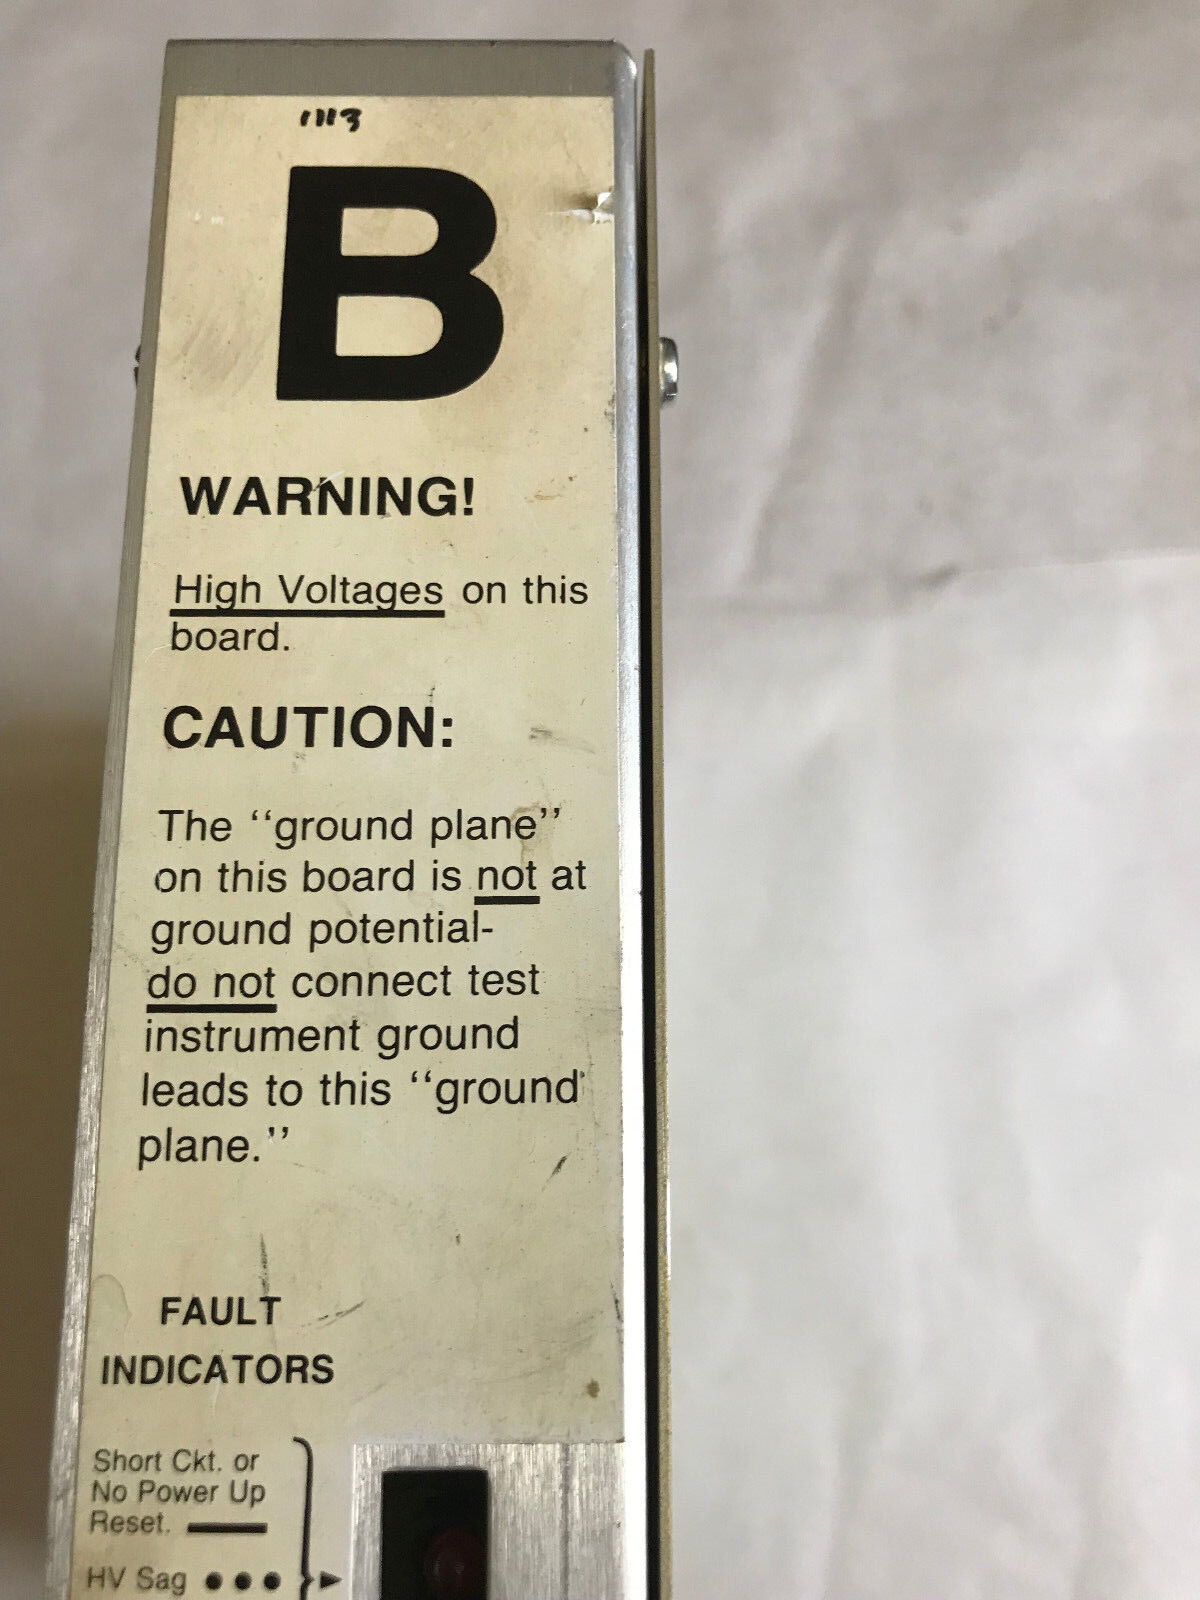 1113
B
WARNING!
High Voltages on this
board.
CAUTION:
The ‘‘ground plane’’
on this board is not at
ground potential-
do not connect test
instrument ground
leads to this ‘‘ground
plane.’’
FAULT
INDICATORS
Short Ckt. or
No Power Up
Reset.
HV Sag